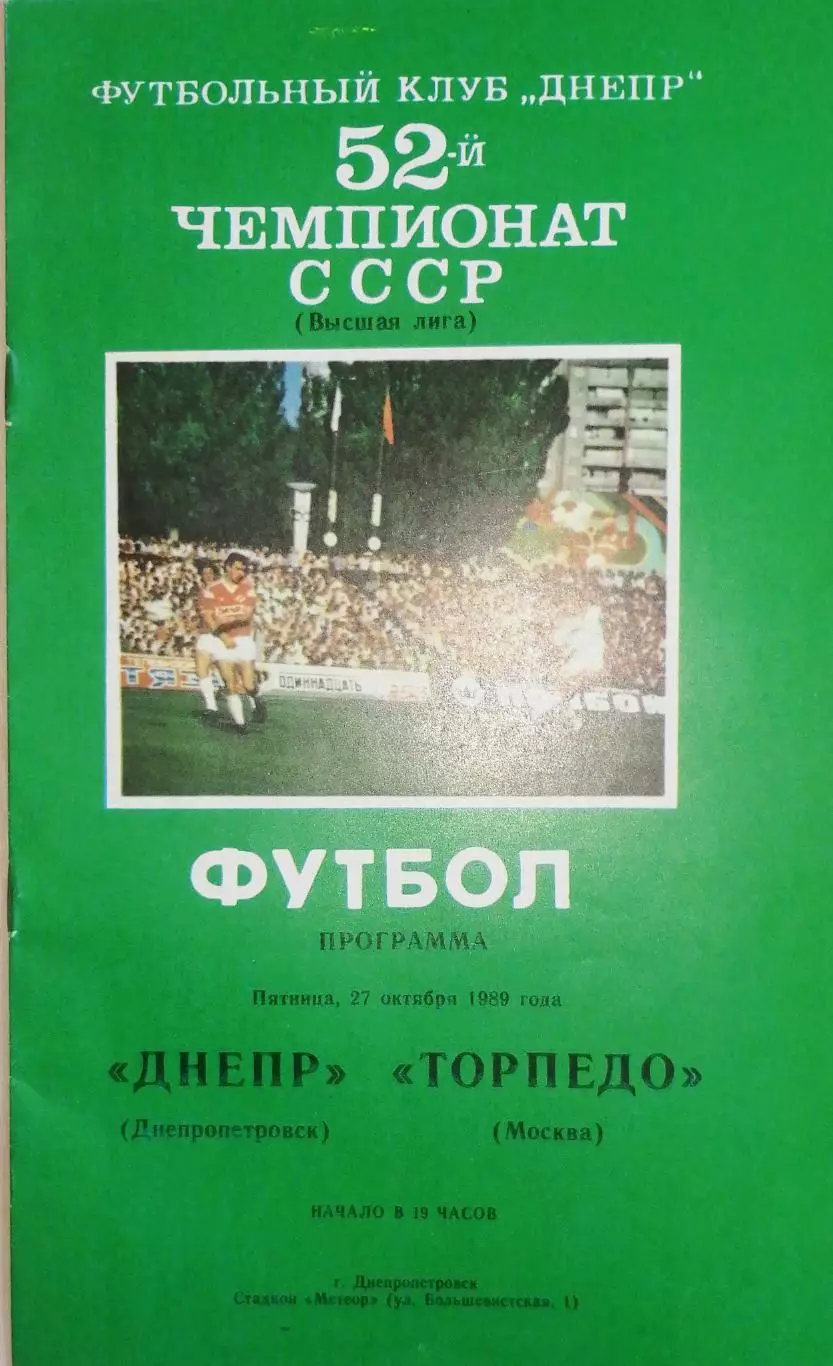 ФУТБОЛЬНЫЙ КЛУБ „ДНЕПР“
52-й
ЧЕМПИОНАТ
СССР
(Высшая лига)
ОДИННАДЦАТЬ
ФУТБОЛ
ПРОГРАММА
Пятница, 27 октября 1989 года
«ДНЕПР» «ТОРПЕДО»
(Днепропетровск) (Москва)
НАЧАЛО В 19 ЧАСОВ
г. Днепропетровск
Стадион «Метеор» (ул. Большевистская, 1)